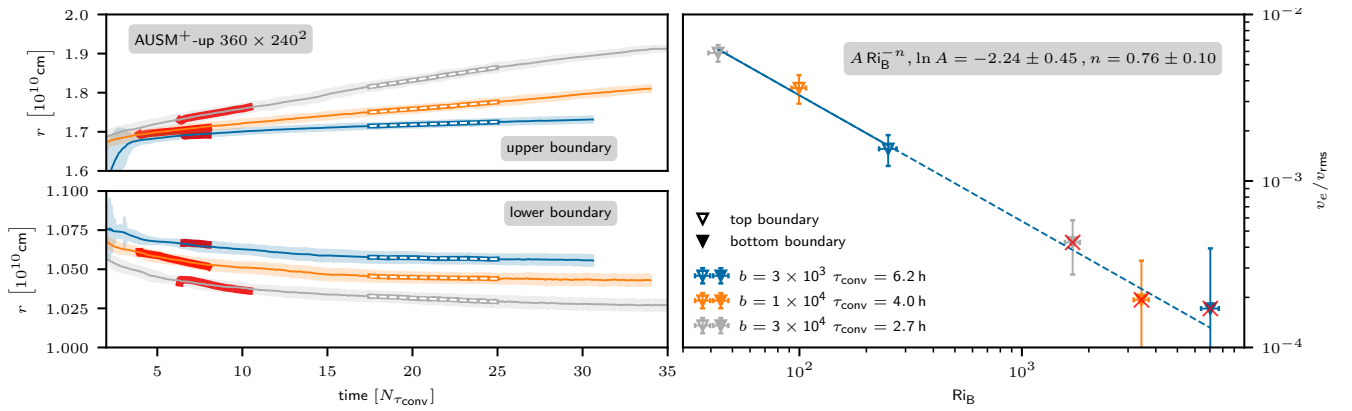 AUSM⁺-up 360 × 240²
r [10¹⁰cm]
2.0
1.9
1.8
1.7
1.6
upper boundary
r [10¹⁰cm]
1.100
1.075
1.050
1.025
1.000
lower boundary
5 10 15 20 25 30 35
time [N_τconv]
A Ri_B⁻ⁿ, ln A = −2.24 ± 0.45 , n = 0.76 ± 0.10
top boundary
bottom boundary
b = 3 × 10³ τ_conv = 6.2 h
b = 1 × 10⁴ τ_conv = 4.0 h
b = 3 × 10⁴ τ_conv = 2.7 h
10² 10³
Ri_B
10⁻²
10⁻³
10⁻⁴
v_e/v_rms